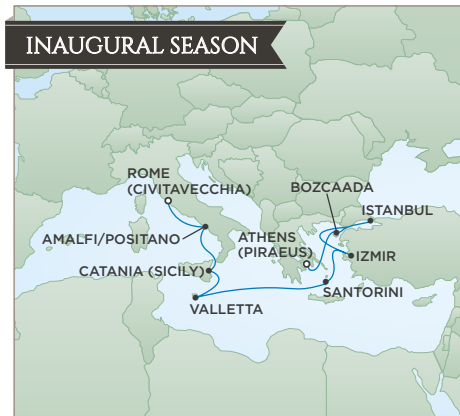 INAUGURAL SEASON
ROME
(CIVITAVECCHIA)
BOZCAADA
ISTANBUL
AMALFI/POSITANO
ATHENS
(PIRAEUS)
IZMIR
CATANIA (SICILY)
SANTORINI
VALLETTA